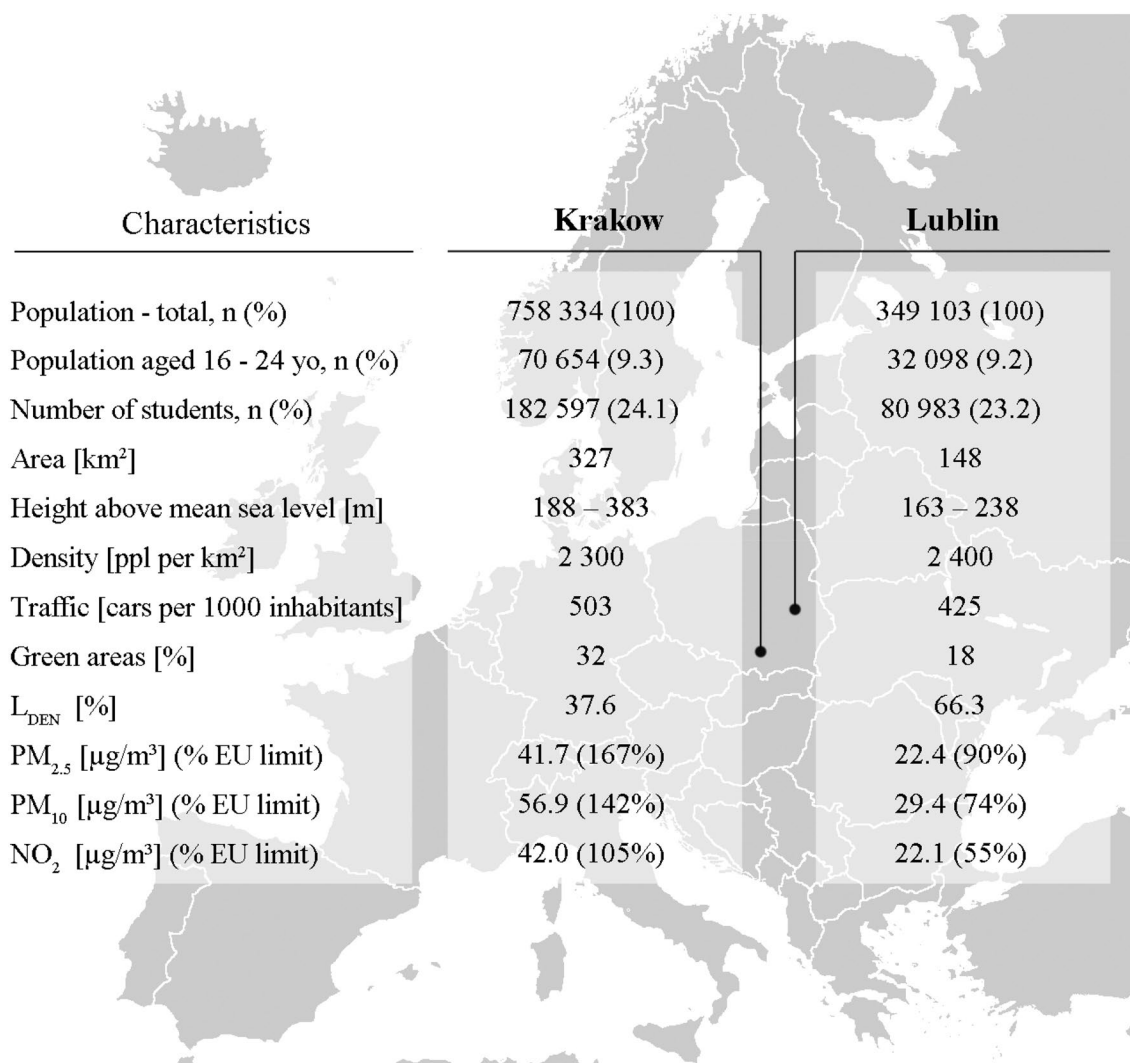 Characteristics Krakow Lublin
Population - total, n (%) 758 334 (100) 349 103 (100)
Population aged 16 - 24 yo, n (%) 70 654 (9.3) 32 098 (9.2)
Number of students, n (%) 182 597 (24.1) 80 983 (23.2)
Area [km²] 327 148
Height above mean sea level [m] 188 – 383 163 – 238
Density [ppl per km²] 2 300 2 400
Traffic [cars per 1000 inhabitants] 503 425
Green areas [%] 32 18
L_DEN [%] 37.6 66.3
PM₂.₅ [µg/m³] (% EU limit) 41.7 (167%) 22.4 (90%)
PM₁₀ [µg/m³] (% EU limit) 56.9 (142%) 29.4 (74%)
NO₂ [µg/m³] (% EU limit) 42.0 (105%) 22.1 (55%)